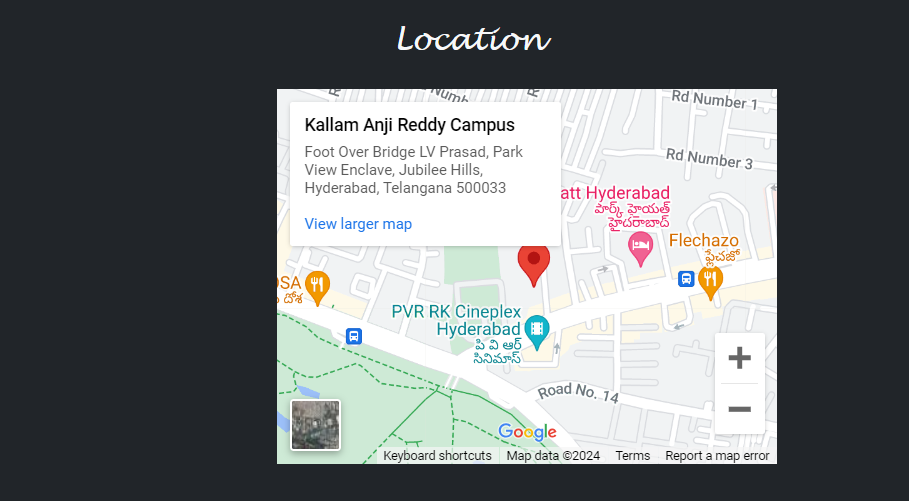 Location
Rd Number 1
Kallam Anji Reddy Campus
Foot Over Bridge LV Prasad, Park
View Enclave, Jubilee Hills,
Hyderabad, Telangana 500033
View larger map
Rd Number 3
att Hyderabad
పార్క్ హైయత్
హైదరాబాద్
Flechazo
ఫ్లేచజో
OSA
దోశ
PVR RK Cineplex
Hyderabad
పి వి ఆర్
సినిమాస్
Road No. 14
Google
Keyboard shortcuts
Map data ©2024
Terms
Report a map error